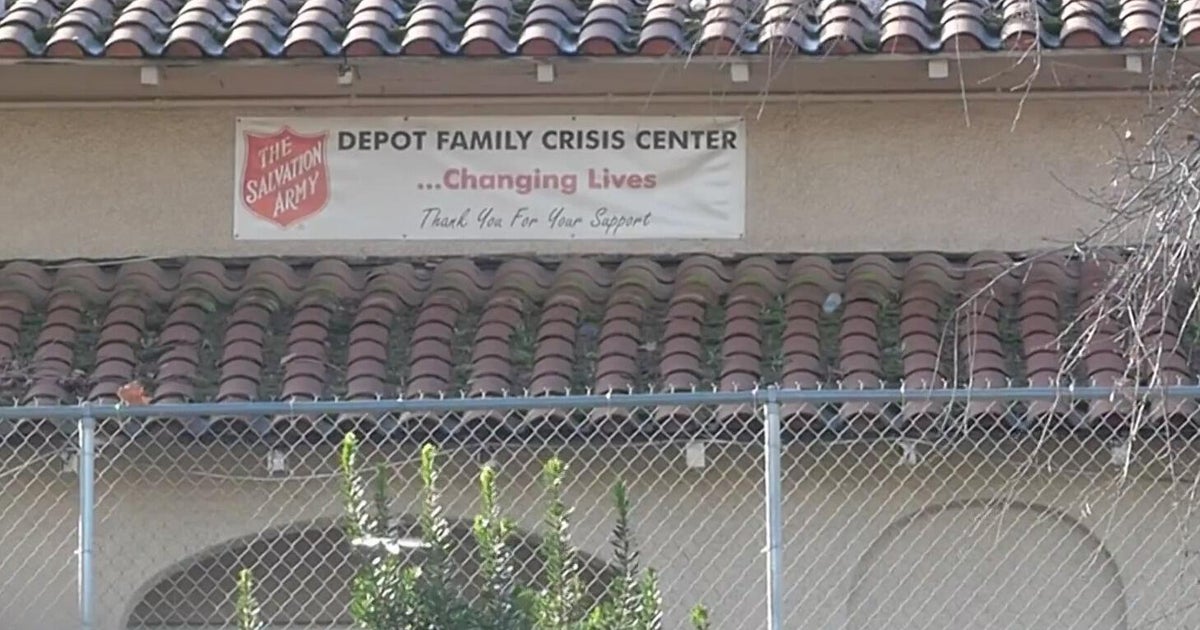 THE
SALVATION
ARMY
DEPOT FAMILY CRISIS CENTER
...Changing Lives
Thank You For Your Support